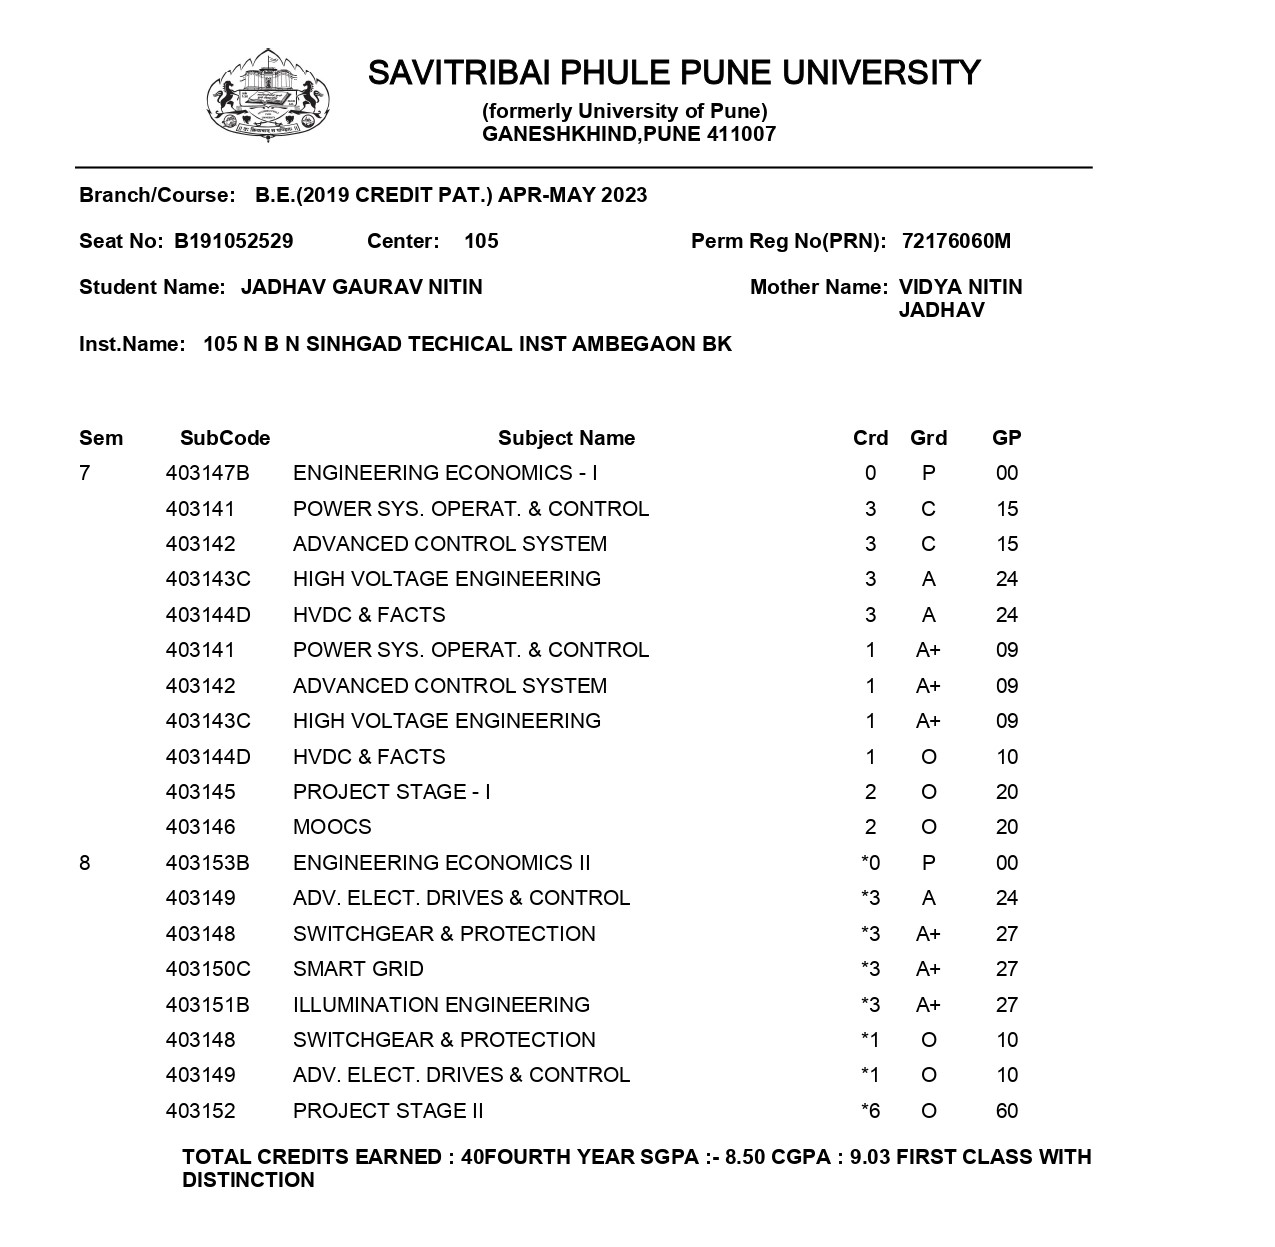 SAVITRIBAI PHULE PUNE UNIVERSITY
(formerly University of Pune)
GANESHKHIND,PUNE 411007
Branch/Course: B.E.(2019 CREDIT PAT.) APR-MAY 2023
Seat No: B191052529 Center: 105 Perm Reg No(PRN): 72176060M
Student Name: JADHAV GAURAV NITIN Mother Name: VIDYA NITIN
JADHAV
Inst.Name: 105 N B N SINHGAD TECHICAL INST AMBEGAON BK
Sem SubCode Subject Name Crd Grd GP
7 403147B ENGINEERING ECONOMICS - I 0 P 00
403141 POWER SYS. OPERAT. & CONTROL 3 C 15
403142 ADVANCED CONTROL SYSTEM 3 C 15
403143C HIGH VOLTAGE ENGINEERING 3 A 24
403144D HVDC & FACTS 3 A 24
403141 POWER SYS. OPERAT. & CONTROL 1 A+ 09
403142 ADVANCED CONTROL SYSTEM 1 A+ 09
403143C HIGH VOLTAGE ENGINEERING 1 A+ 09
403144D HVDC & FACTS 1 O 10
403145 PROJECT STAGE - I 2 O 20
403146 MOOCS 2 O 20
8 403153B ENGINEERING ECONOMICS II *0 P 00
403149 ADV. ELECT. DRIVES & CONTROL *3 A 24
403148 SWITCHGEAR & PROTECTION *3 A+ 27
403150C SMART GRID *3 A+ 27
403151B ILLUMINATION ENGINEERING *3 A+ 27
403148 SWITCHGEAR & PROTECTION *1 O 10
403149 ADV. ELECT. DRIVES & CONTROL *1 O 10
403152 PROJECT STAGE II *6 O 60
TOTAL CREDITS EARNED : 40FOURTH YEAR SGPA :- 8.50 CGPA : 9.03 FIRST CLASS WITH
DISTINCTION